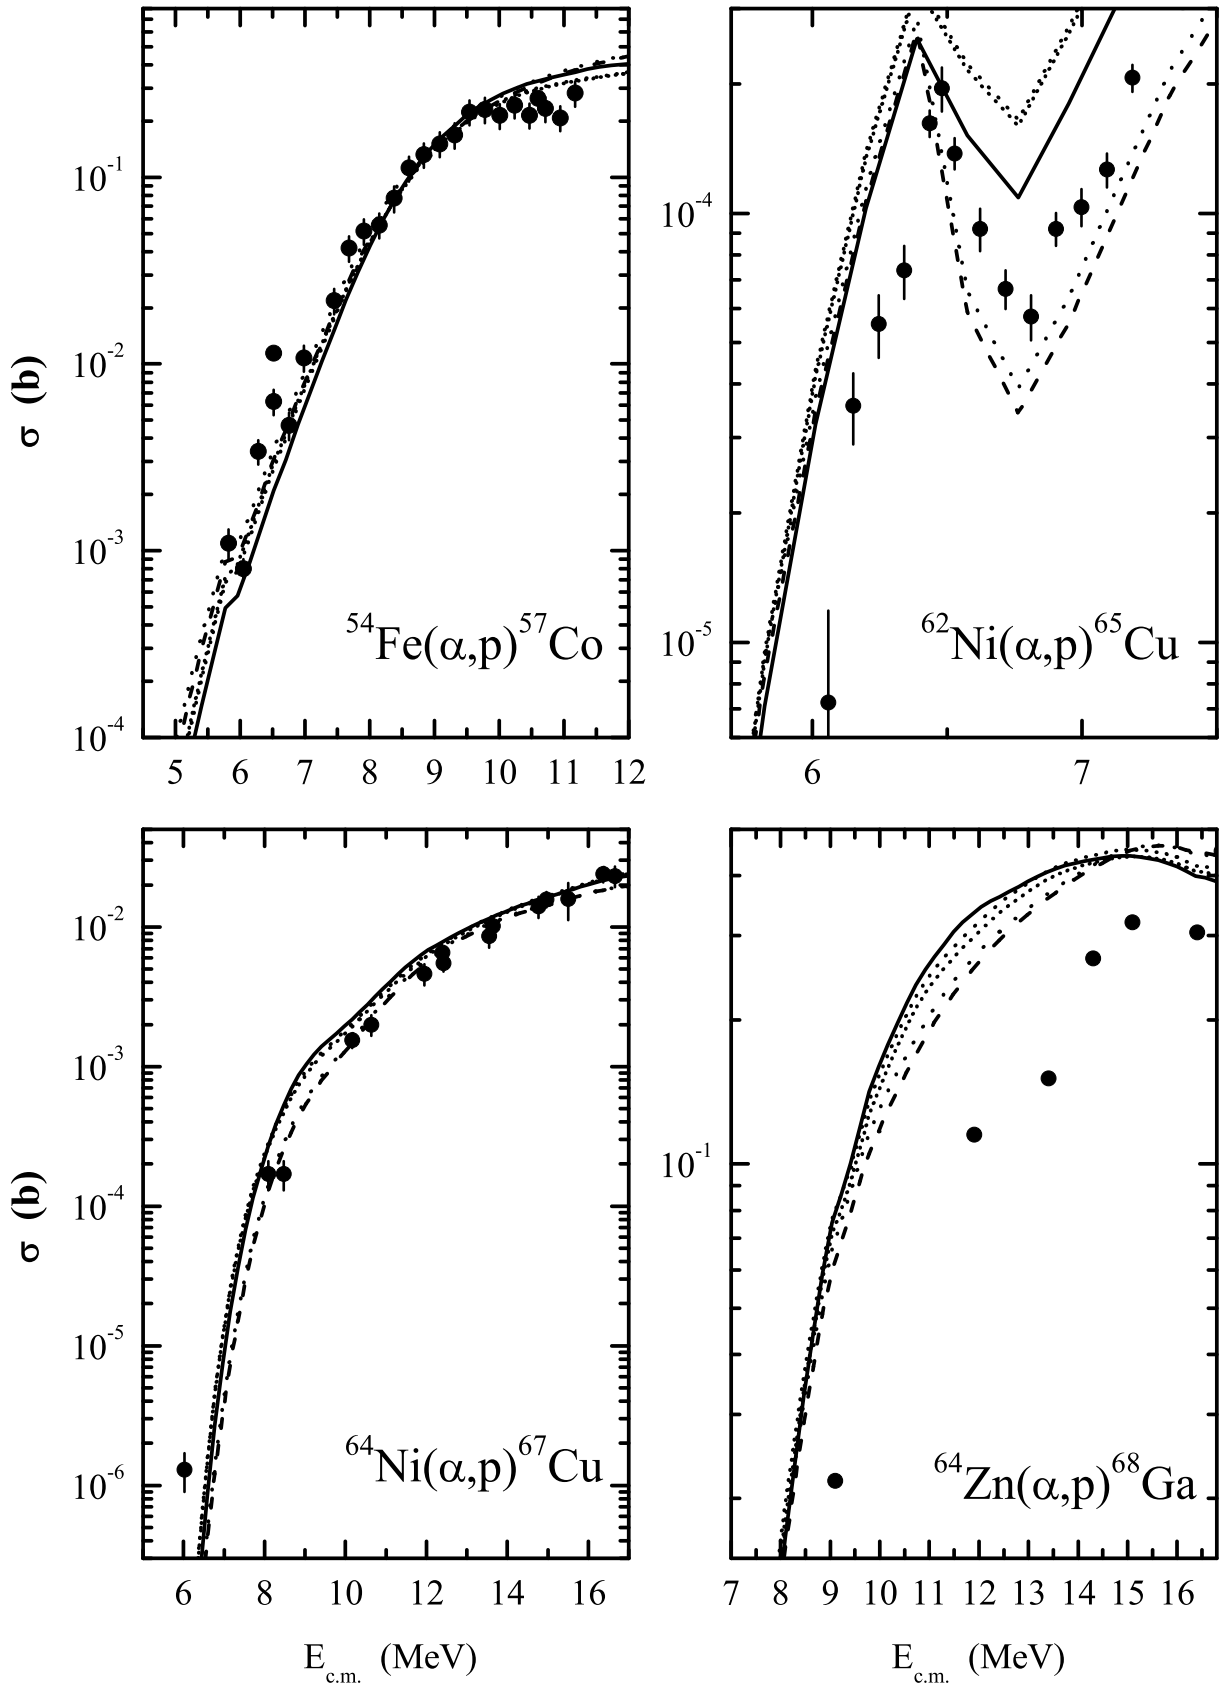 σ (b)
10⁻¹
10⁻²
10⁻³
10⁻⁴
⁵⁴Fe(α,p)⁵⁷Co
5 6 7 8 9 10 11 12
10⁻⁴
10⁻⁵
⁶²Ni(α,p)⁶⁵Cu
6 7
σ (b)
10⁻²
10⁻³
10⁻⁴
10⁻⁵
10⁻⁶
⁶⁴Ni(α,p)⁶⁷Cu
6 8 10 12 14 16
E_c.m. (MeV)
10⁻¹
⁶⁴Zn(α,p)⁶⁸Ga
7 8 9 10 11 12 13 14 15 16
E_c.m. (MeV)